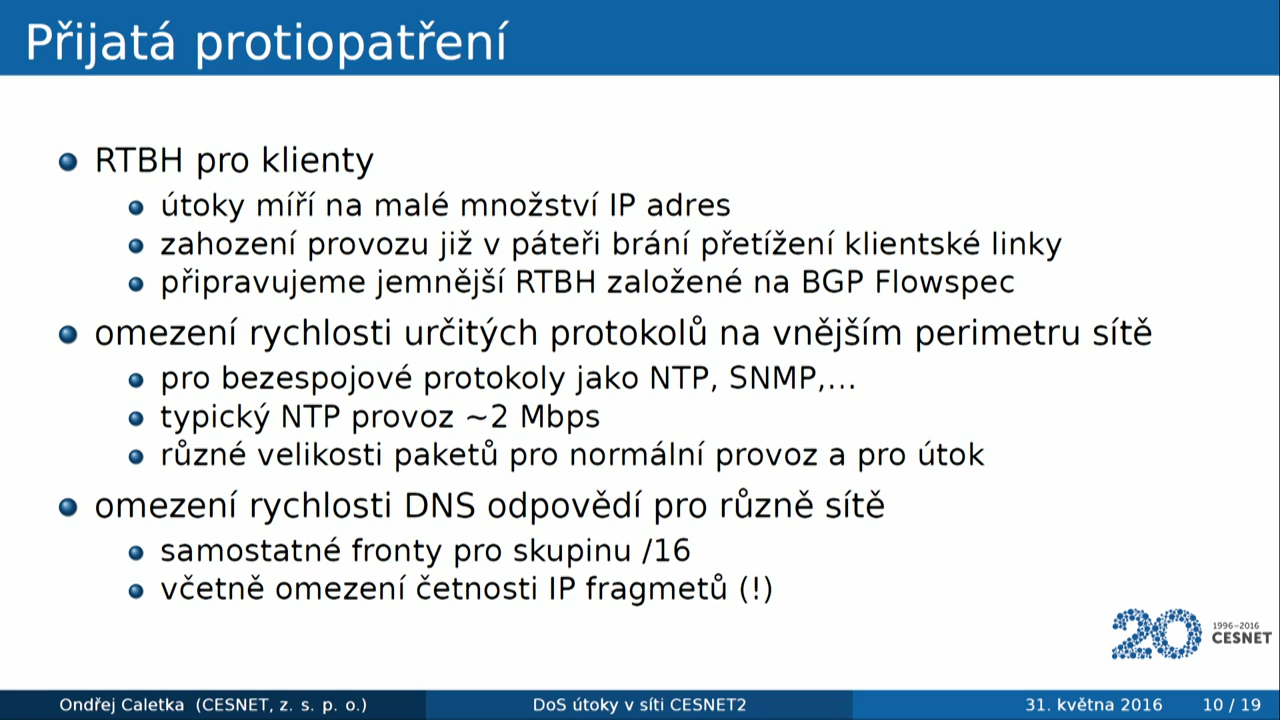 Přijatá protiopatření
RTBH pro klienty
útoky míří na malé množství IP adres
zahození provozu již v páteři brání přetížení klientské linky
připravujeme jemnější RTBH založené na BGP Flowspec
omezení rychlosti určitých protokolů na vnějším perimetru sítě
pro bezespojové protokoly jako NTP, SNMP,…
typický NTP provoz ~2 Mbps
různé velikosti paketů pro normální provoz a pro útok
omezení rychlosti DNS odpovědí pro různě sítě
samostatné fronty pro skupinu /16
včetně omezení četnosti IP fragmetů (!)
20 1996–2016
CESNET
Ondřej Caletka (CESNET, z. s. p. o.) DoS útoky v síti CESNET2 31. května 2016 10 / 19